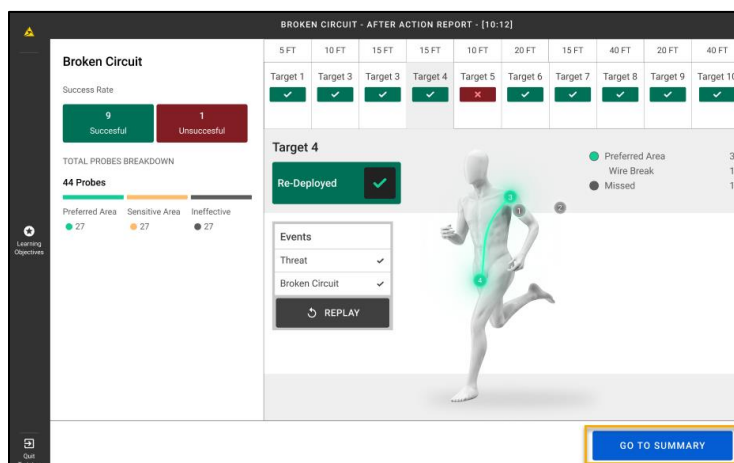 BROKEN CIRCUIT - AFTER ACTION REPORT - [10:12]
Broken Circuit
Success Rate
9
Succesful
1
Unsuccesful
TOTAL PROBES BREAKDOWN
44 Probes
Preferred Area
Sensitive Area
Ineffective
27
27
27
5 FT
10 FT
15 FT
15 FT
10 FT
20 FT
15 FT
40 FT
20 FT
40 FT
Target 1
Target 3
Target 3
Target 4
Target 5
Target 6
Target 7
Target 8
Target 9
Target 10
Target 4
Re-Deployed
Events
Threat
Broken Circuit
REPLAY
3
1
2
4
Preferred Area 3
Wire Break 1
Missed 1
Learning
Objectives
Quit
GO TO SUMMARY